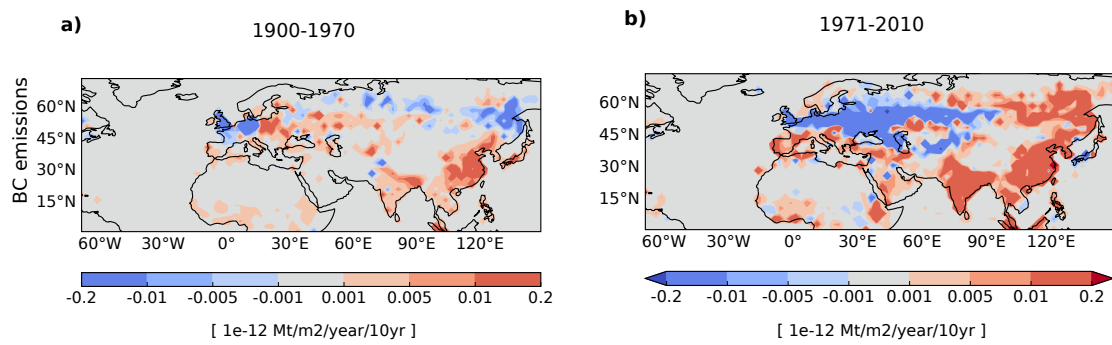 a)
1900-1970
BC emissions
60°N
45°N
30°N
15°N
60°W 30°W 0° 30°E 60°E 90°E 120°E
-0.2 -0.01 -0.005 -0.001 0.001 0.005 0.01 0.2
[ 1e-12 Mt/m2/year/10yr ]
b)
1971-2010
60°N
45°N
30°N
15°N
60°W 30°W 0° 30°E 60°E 90°E 120°E
-0.2 -0.01 -0.005 -0.001 0.001 0.005 0.01 0.2
[ 1e-12 Mt/m2/year/10yr ]